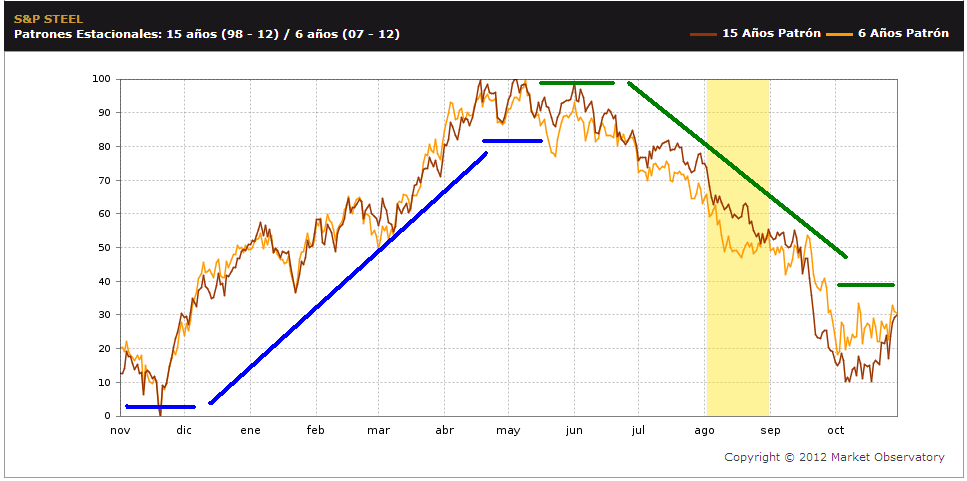 S&P STEEL
Patrones Estacionales: 15 años (98 - 12) / 6 años (07 - 12)
15 Años Patrón
6 Años Patrón
100
90
80
70
60
50
40
30
20
10
0
nov dic ene feb mar abr may jun jul ago sep oct
Copyright © 2012 Market Observatory